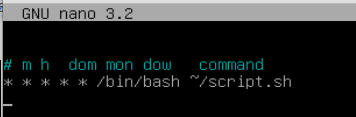 GNU nano 3.2
# m h  dom mon dow   command
* * * * * /bin/bash ~/script.sh